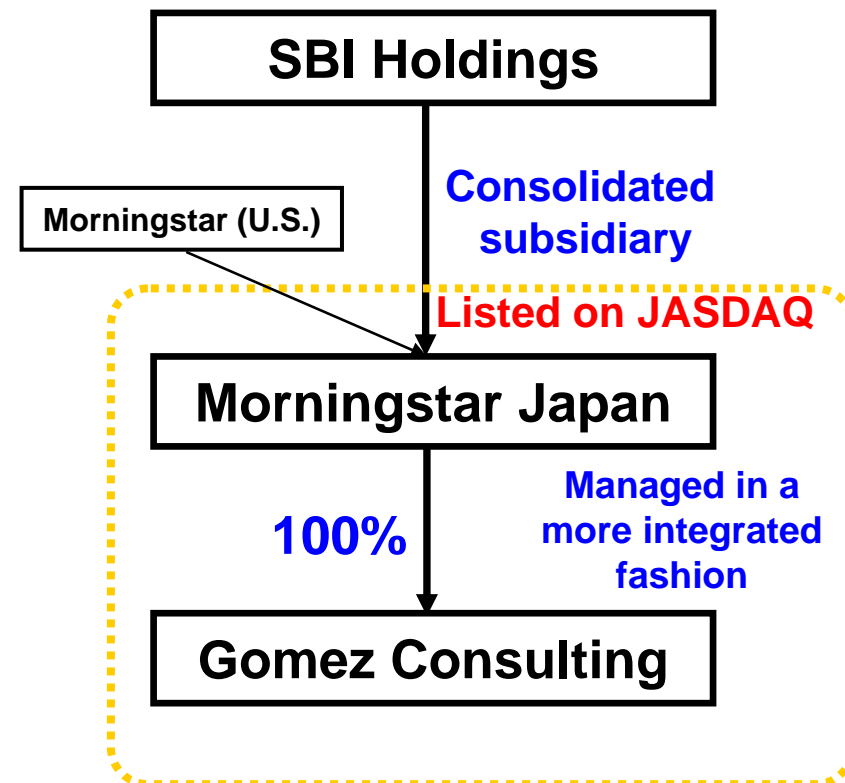 SBI Holdings
Consolidated
subsidiary
Morningstar (U.S.)
Listed on JASDAQ
Morningstar Japan
100%
Managed in a
more integrated
fashion
Gomez Consulting